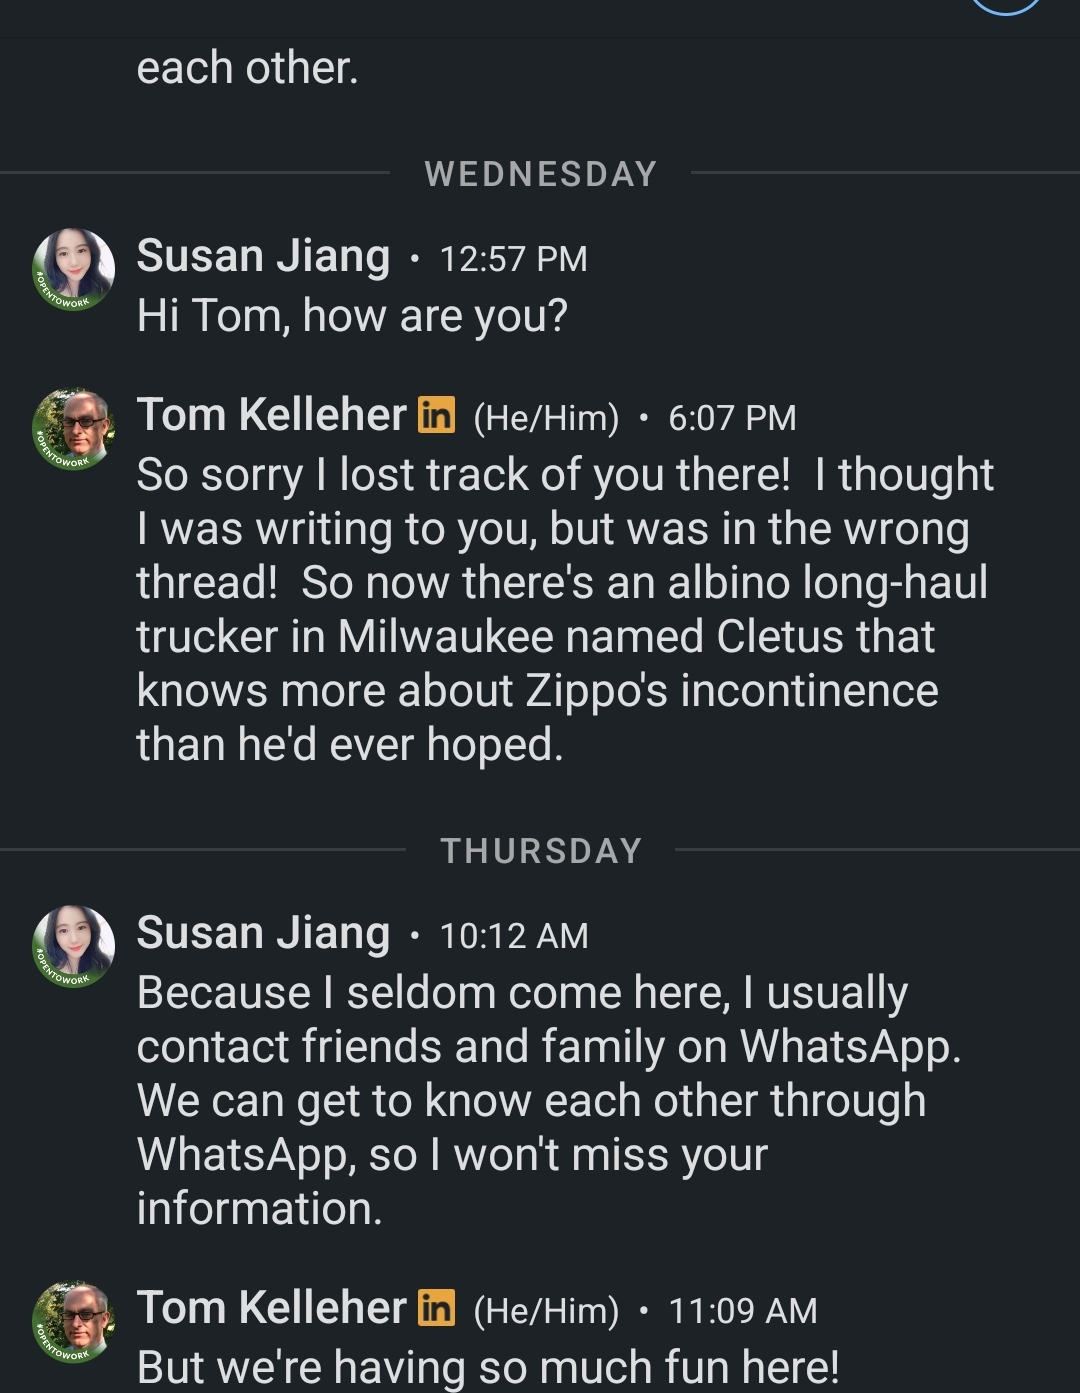 each other.
WEDNESDAY
Susan Jiang • 12:57 PM
Hi Tom, how are you?
#OPENTOWORK
Tom Kelleher in (He/Him) • 6:07 PM
So sorry I lost track of you there!  I thought
I was writing to you, but was in the wrong
thread!  So now there's an albino long-haul
trucker in Milwaukee named Cletus that
knows more about Zippo's incontinence
than he'd ever hoped.
#OPENTOWORK
THURSDAY
Susan Jiang • 10:12 AM
Because I seldom come here, I usually
contact friends and family on WhatsApp.
We can get to know each other through
WhatsApp, so I won't miss your
information.
#OPENTOWORK
Tom Kelleher in (He/Him) • 11:09 AM
But we're having so much fun here!
#OPENTOWORK